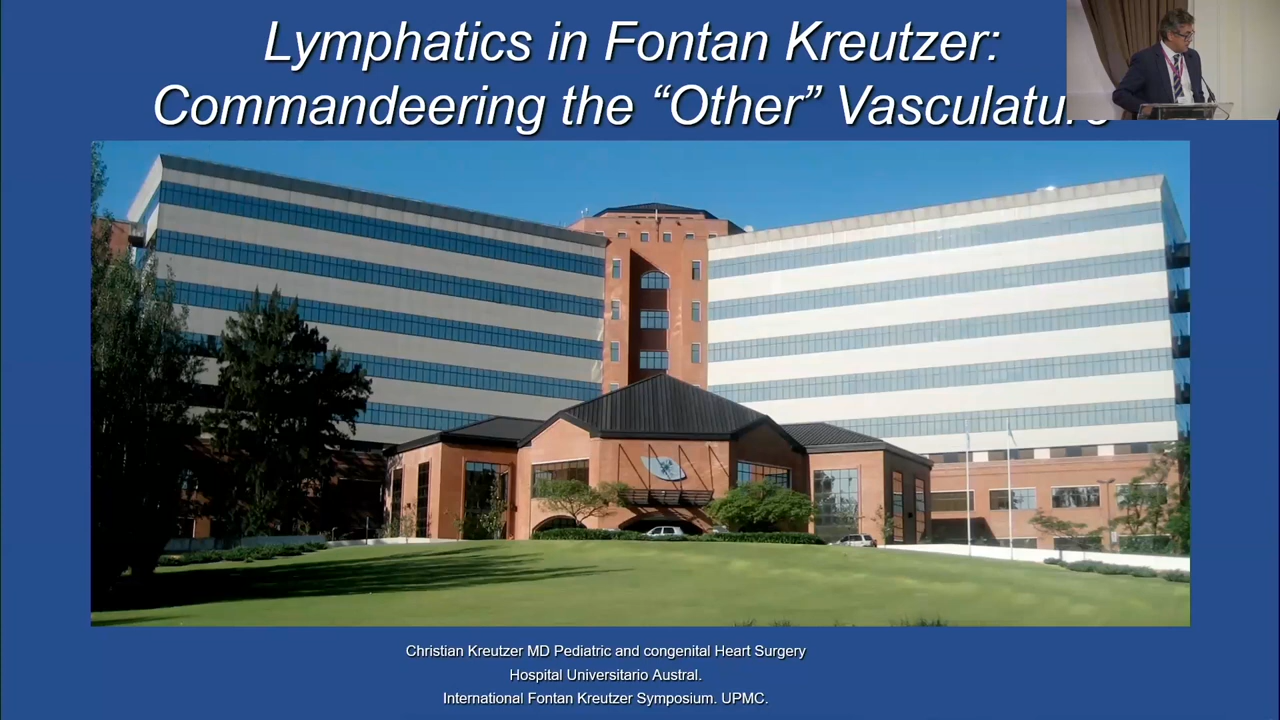 Lymphatics in Fontan Kreutzer:
Commandeering the “Other”
Christian Kreutzer MD Pediatric and congenital Heart Surgery
Hospital Universitario Austral.
International Fontan Kreutzer Symposium. UPMC.